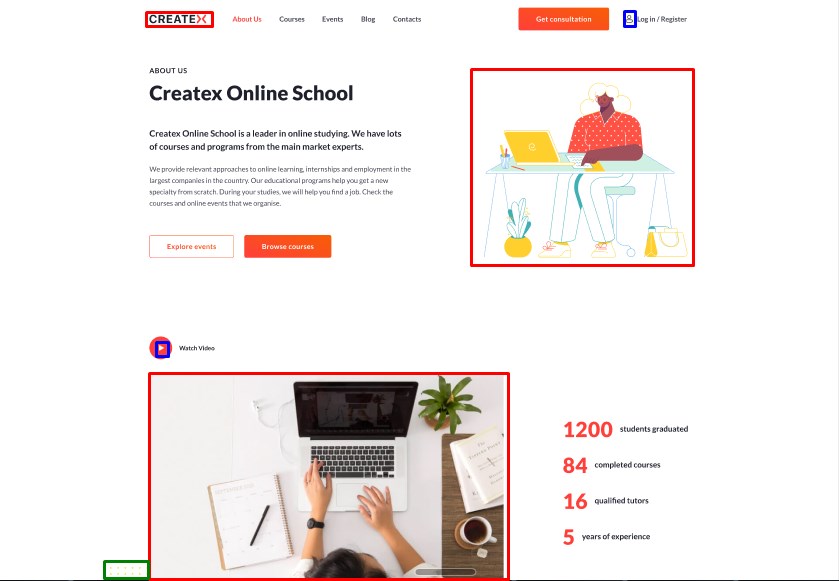 CREATEX
About Us
Courses
Events
Blog
Contacts
Get consultation
Log in / Register
ABOUT US
Createx Online School
Createx Online School is a leader in online studying. We have lots
of courses and programs from the main market experts.
We provide relevant approaches to online learning, internships and employment in the
largest companies in the country. Our educational programs help you get a new
specialty from scratch. During your studies, we will help you find a job. Check the
courses and online events that we organise.
Explore events
Browse courses
Watch Video
1200 students graduated
84 completed courses
16 qualified tutors
5 years of experience